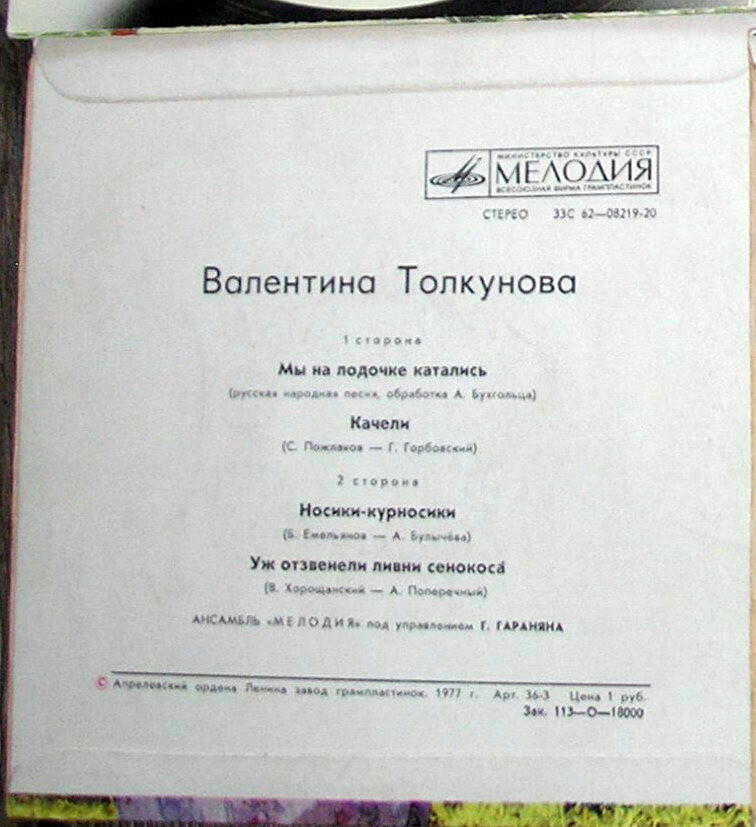 МИНИСТЕРСТВО КУЛЬТУРЫ СССР
МЕЛОДИЯ
ВСЕСОЮЗНАЯ ФИРМА ГРАМПЛАСТИНОК
СТЕРЕО 33С 62—08219-20
Валентина Толкунова
1 сторона
Мы на лодочке катались
(русская народная песня, обработка А. Бухгольца)
Качели
(С. Пожлаков — Г. Горбовский)
2 сторона
Носики-курносики
(Б. Емельянов — А. Булычёва)
Уж отзвенели ливни сенокоса
(В. Хорощанский — А. Поперечный)
АНСАМБЛЬ «МЕЛОДИЯ» под управлением Г. ГАРАНЯНА
© Апрелевский ордена Ленина завод грампластинок. 1977 г. Арт. 36-3 Цена 1 руб.
Зак. 113—О—18000